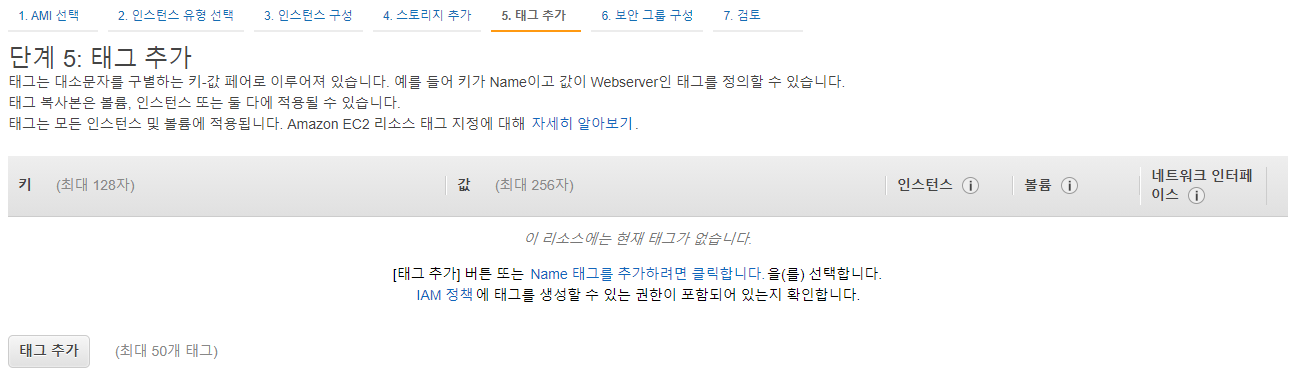 1. AMI 선택 2. 인스턴스 유형 선택 3. 인스턴스 구성 4. 스토리지 추가 5. 태그 추가 6. 보안 그룹 구성 7. 검토
단계 5: 태그 추가
태그는 대소문자를 구별하는 키-값 페어로 이루어져 있습니다. 예를 들어 키가 Name이고 값이 Webserver인 태그를 정의할 수 있습니다.
태그 복사본은 볼륨, 인스턴스 또는 둘 다에 적용될 수 있습니다.
태그는 모든 인스턴스 및 볼륨에 적용됩니다. Amazon EC2 리소스 태그 지정에 대해 자세히 알아보기.
키 (최대 128자) 값 (최대 256자) 인스턴스 볼륨 네트워크 인터페
이스
이 리소스에는 현재 태그가 없습니다.
[태그 추가] 버튼 또는 Name 태그를 추가하려면 클릭합니다. 을(를) 선택합니다.
IAM 정책에 태그를 생성할 수 있는 권한이 포함되어 있는지 확인합니다.
태그 추가 (최대 50개 태그)